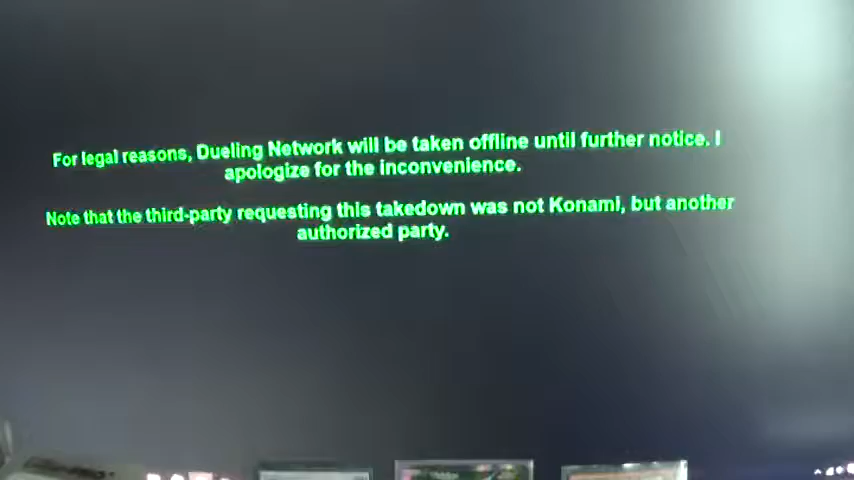 For legal reasons, Dueling Network will be taken offline until further notice. I
apologize for the inconvenience.
Note that the third-party requesting this takedown was not Konami, but another
authorized party.